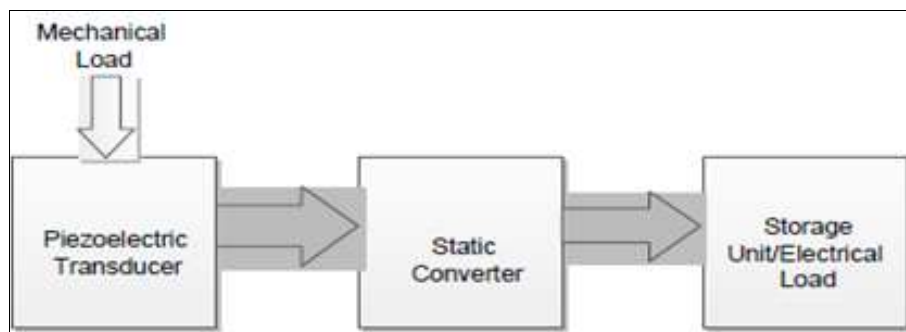 Mechanical
Load
Piezoelectric
Transducer
Static
Converter
Storage
Unit/Electrical
Load